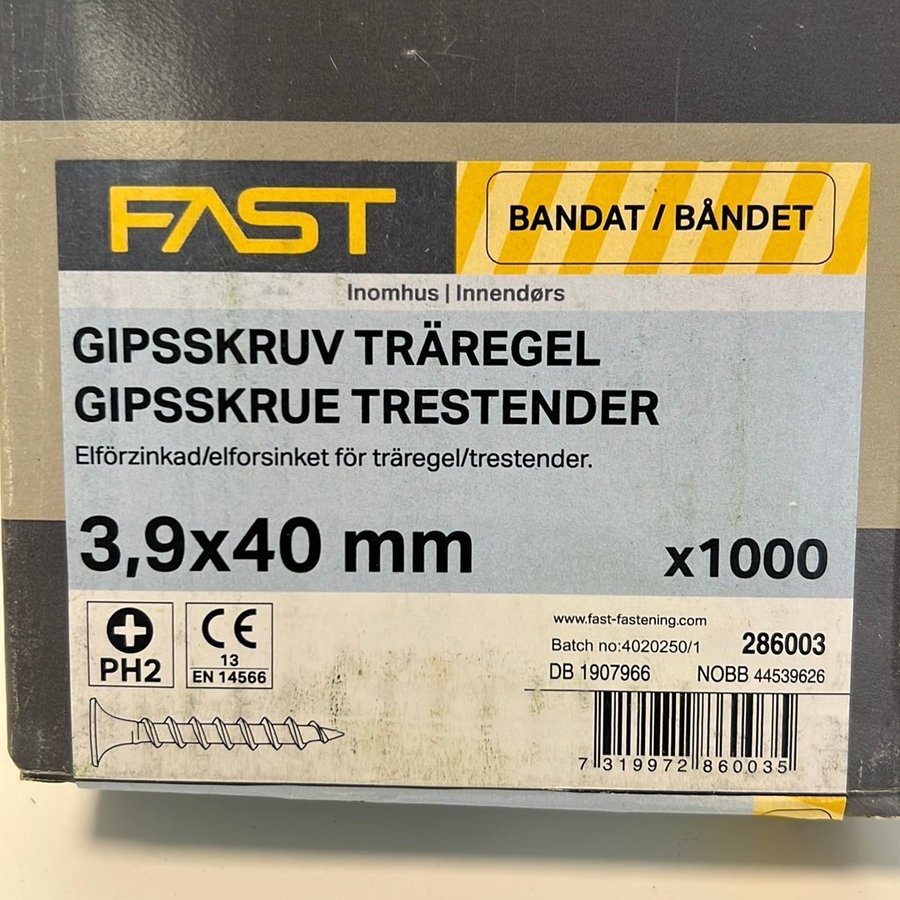 FAST
BANDAT / BÅNDET
Inomhus | Innendørs
GIPSSKRUV TRÄREGEL
GIPSSKRUE TRESTENDER
Elförzinkad/elforsinket för träregel/trestender.
3,9x40 mm
x1000
PH2
CE
13
EN 14566
www.fast-fastening.com
Batch no:4020250/1 286003
DB 1907966 NOBB 44539626
7 319972 860035